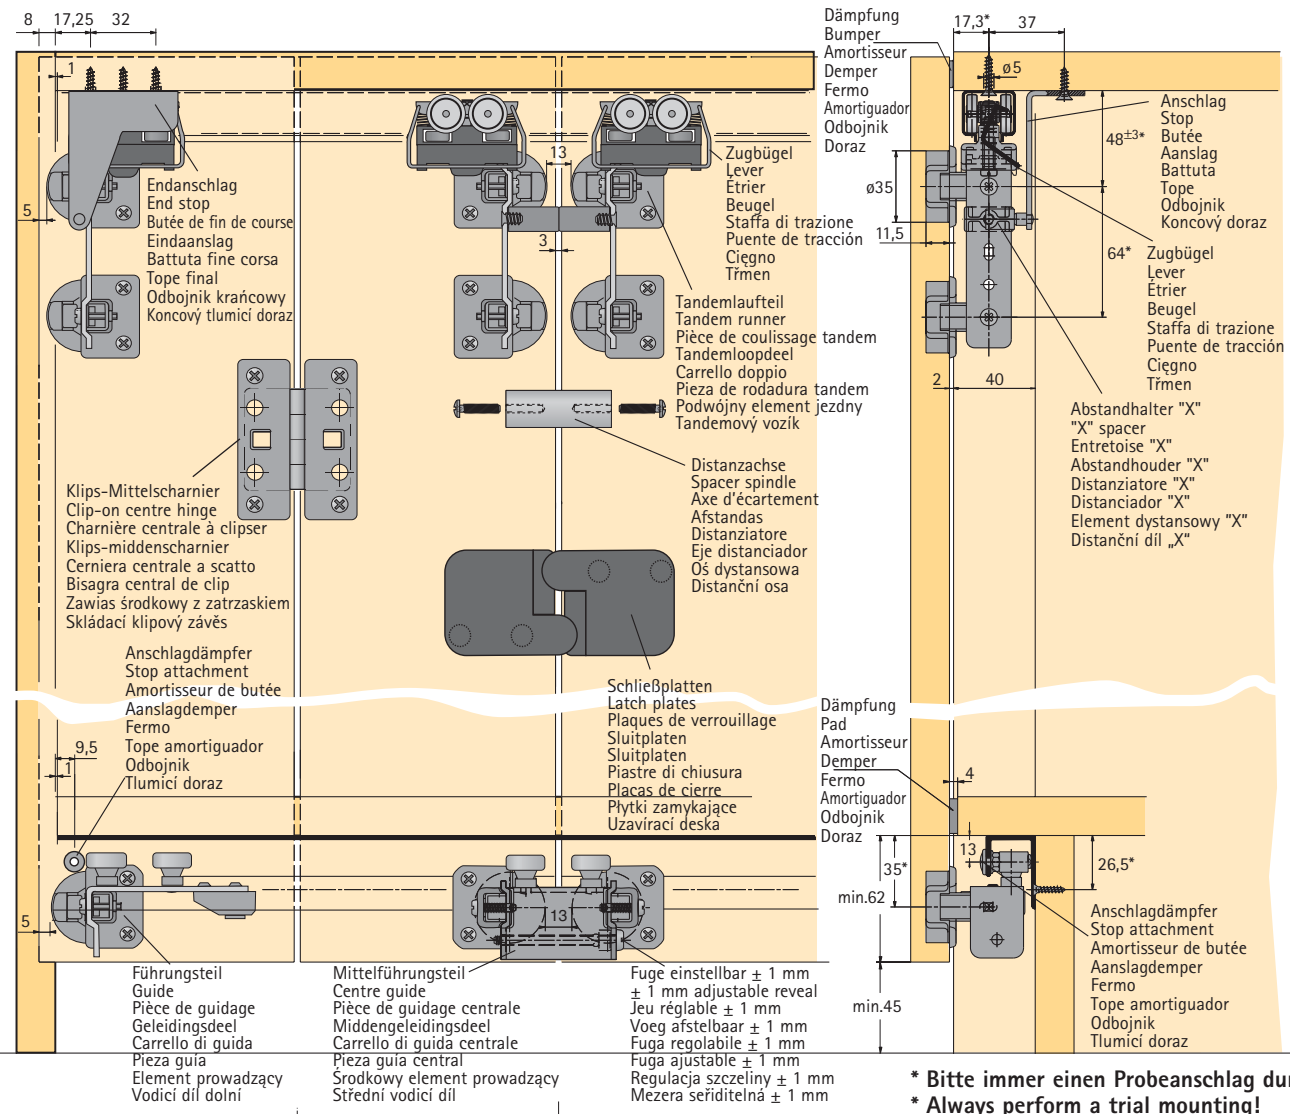 8
17,25
32
1
5
Endanschlag
End stop
Butée de fin de course
Eindaanslag
Battuta fine corsa
Tope final
Odbojnik krańcowy
Koncový tlumicí doraz
13
3
Zugbügel
Lever
Étrier
Beugel
Staffa di trazione
Puente de tracción
Cięgno
Třmen
Tandemlaufteil
Tandem runner
Pièce de coulissage tandem
Tandemloopdeel
Carrello doppio
Pieza de rodadura tandem
Podwójny element jezdny
Tandemový vozík
Klips-Mittelscharnier
Clip-on centre hinge
Charnière centrale à clipser
Klips-middenscharnier
Cerniera centrale a scatto
Bisagra central de clip
Zawias środkowy z zatrzaskiem
Skládací klipový závěs
Distanzachse
Spacer spindle
Axe d'écartement
Afstandas
Distanziatore
Eje distanciador
Oś dystansowa
Distanční osa
Anschlagdämpfer
Stop attachment
Amortisseur de butée
Aanslagdemper
Fermo
Tope amortiguador
Odbojnik
Tlumicí doraz
9,5
1
Schließplatten
Latch plates
Plaques de verrouillage
Sluitplaten
Sluitplaten
Piastre di chiusura
Placas de cierre
Płytki zamykające
Uzavírací deska
5
13
Führungsteil
Guide
Pièce de guidage
Geleidingsdeel
Carrello di guida
Pieza guía
Element prowadzący
Vodicí díl dolní
Mittelführungsteil
Centre guide
Pièce de guidage centrale
Middengeleidingsdeel
Carrello di guida centrale
Pieza guía central
Środkowy element prowadzący
Střední vodicí díl
Fuge einstellbar ± 1 mm
± 1 mm adjustable reveal
Jeu réglable ± 1 mm
Voeg afstelbaar ± 1 mm
Fuga regolabile ± 1 mm
Fuga ajustable ± 1 mm
Regulacja szczeliny ± 1 mm
Mezera seřiditelná ± 1 mm
Dämpfung
Bumper
Amortisseur
Demper
Fermo
Amortiguador
Odbojnik
Doraz
17,3*
37
ø5
Anschlag
Stop
Butée
Aanslag
Battuta
Tope
Odbojnik
Koncový doraz
48±3*
ø35
11,5
64*
Zugbügel
Lever
Étrier
Beugel
Staffa di trazione
Puente de tracción
Cięgno
Třmen
2
40
Abstandhalter "X"
"X" spacer
Entretoise "X"
Abstandhouder "X"
Distanziatore "X"
Distanciador "X"
Element dystansowy "X"
Distanční díl „X"
Dämpfung
Pad
Amortisseur
Demper
Fermo
Amortiguador
Odbojnik
Doraz
4
13
35*
26,5*
min.62
min.45
Anschlagdämpfer
Stop attachment
Amortisseur de butée
Aanslagdemper
Fermo
Tope amortiguador
Odbojnik
Tlumicí doraz
* Bitte immer einen Probeanschlag
* Always perform a trial mounting!